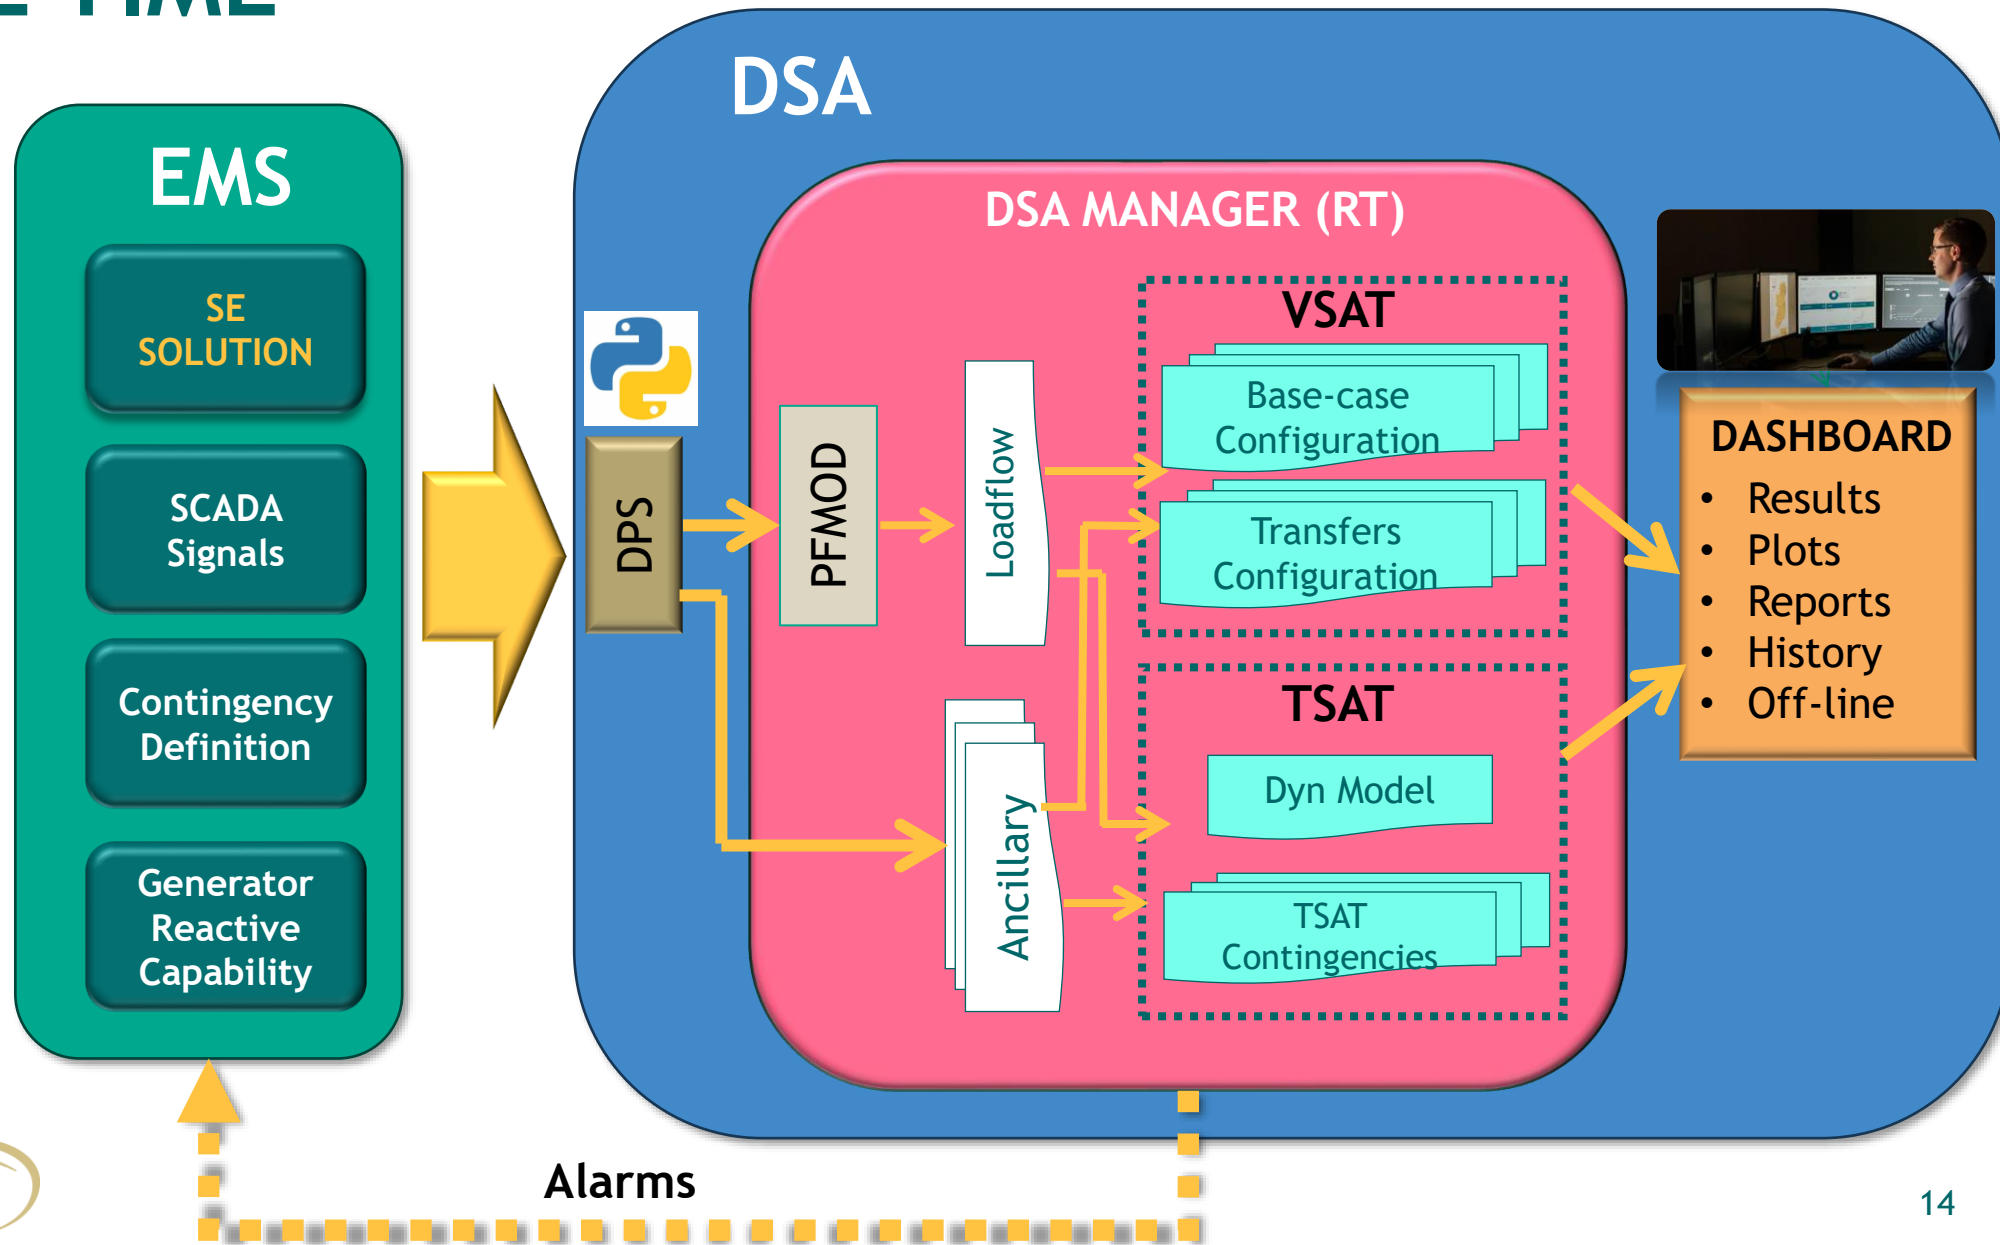 TIME
DSA
EMS
SE
SOLUTION
SCADA
Signals
Contingency
Definition
Generator
Reactive
Capability
DPS
DSA MANAGER (RT)
PFMOD
Loadflow
Ancillary
VSAT
Base-case
Configuration
Transfers
Configuration
TSAT
Dyn Model
TSAT
Contingencies
DASHBOARD
• Results
• Plots
• Reports
• History
• Off-line
Alarms
14